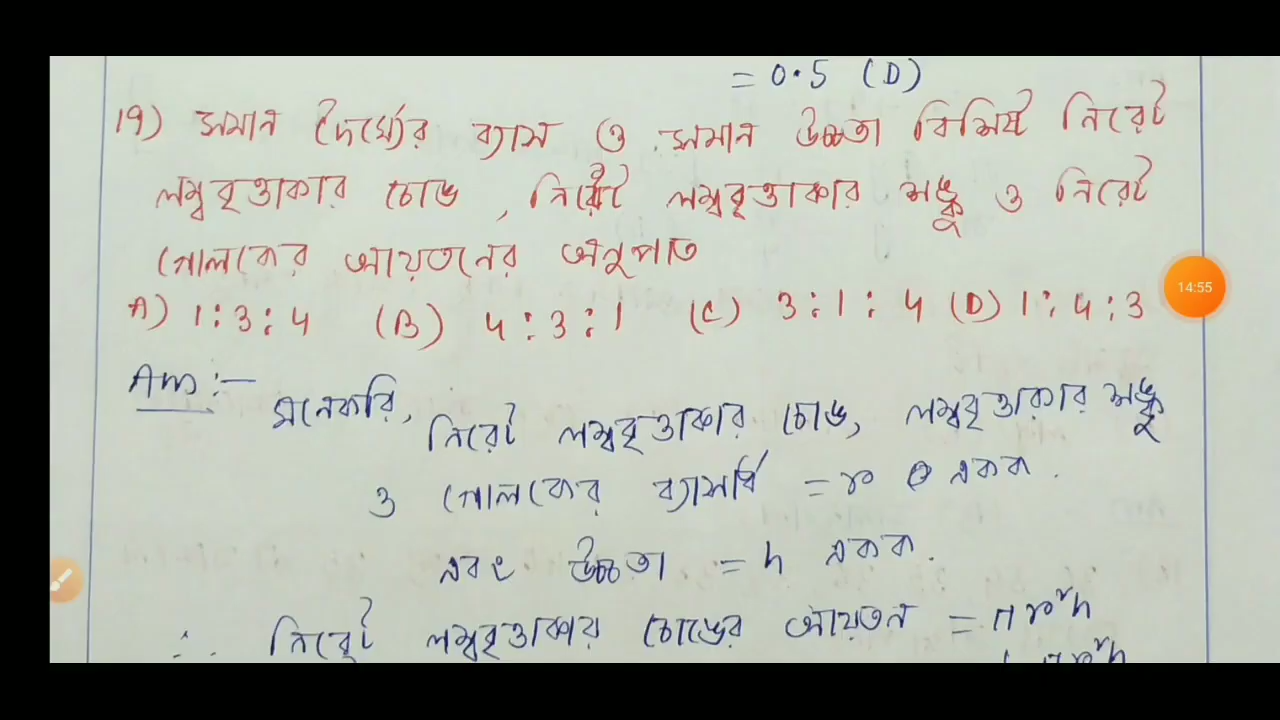 = 0.5 (D)
19) সমান দৈর্ঘ্যের ব্যাস ও সমান উচ্চতা বিশিষ্ট নিরেট
লম্ববৃত্তাকার চোঙ, নিরেট লম্ববৃত্তাকার শঙ্কু ও নিরেট
গোলকের আয়তনের অনুপাত
A) 1:3:4 (B) 4:3:1 (C) 3:1:4 (D) 1:4:3
14:55
Ans :-
মনেকরি,
নিরেট লম্ববৃত্তাকার চোঙ, লম্ববৃত্তাকার শঙ্কু
ও গোলকের ব্যাসার্ধ = r একক.
এবং উচ্চতা = h একক.
∴ নিরেট লম্ববৃত্তাকার চোঙের আয়তন = πr²h